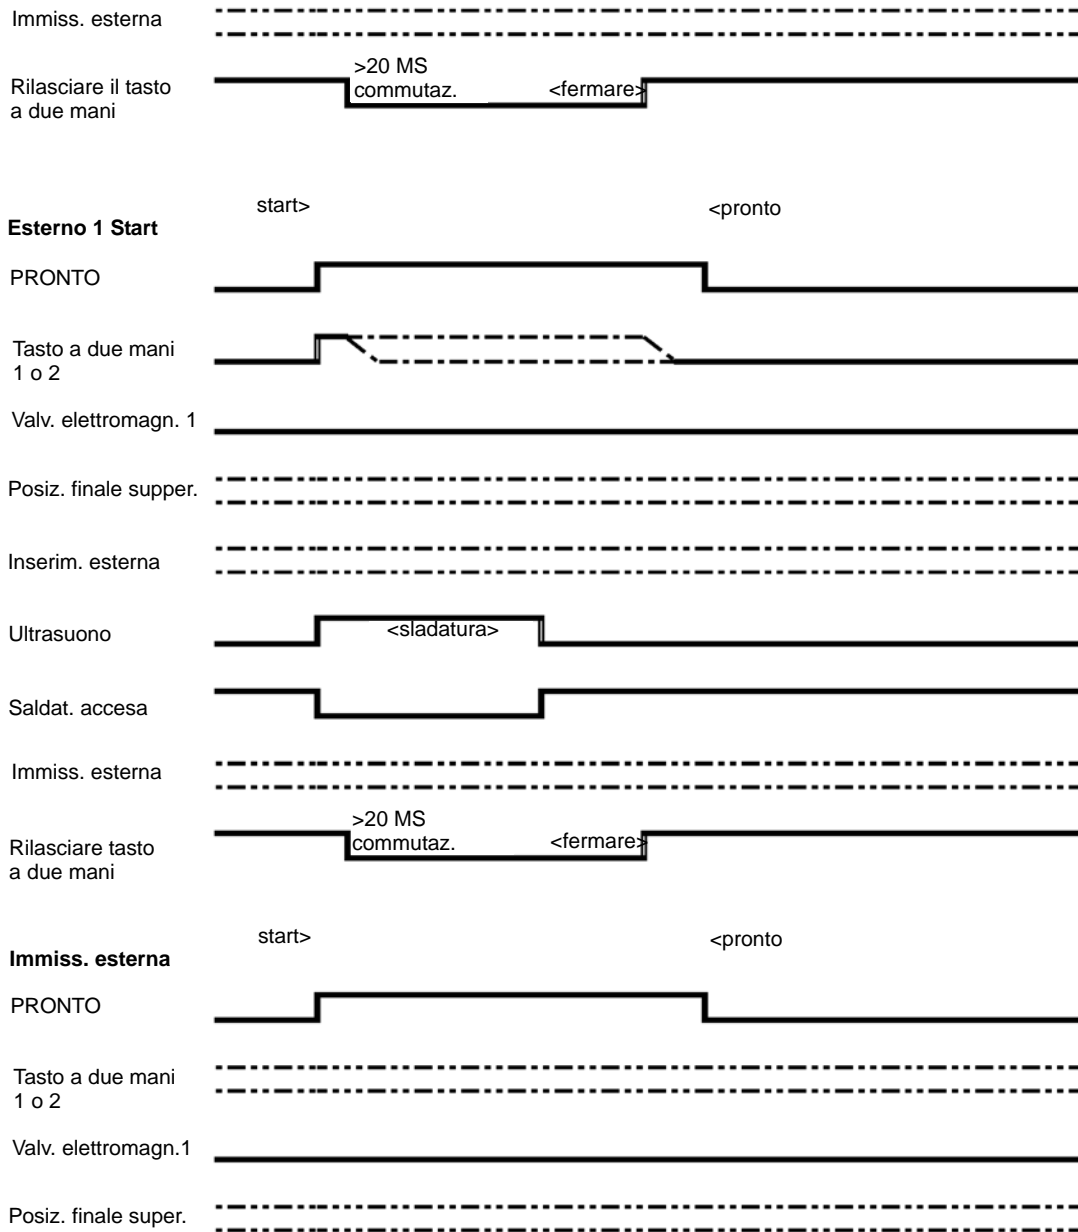 Immiss. esterna
>20 MS
commutaz.
<fermare>
Rilasciare il tasto
a due mani
start>
<pronto
Esterno 1 Start
PRONTO
Tasto a due mani
1 o 2
Valv. elettromagn. 1
Posiz. finale supper.
Inserim. esterna
Ultrasuono
<sladatura>
Saldat. accesa
Immiss. esterna
>20 MS
commutaz.
<fermare>
Rilasciare tasto
a due mani
start>
<pronto
Immiss. esterna
PRONTO
Tasto a due mani
1 o 2
Valv. elettromagn.1
Posiz. finale super.